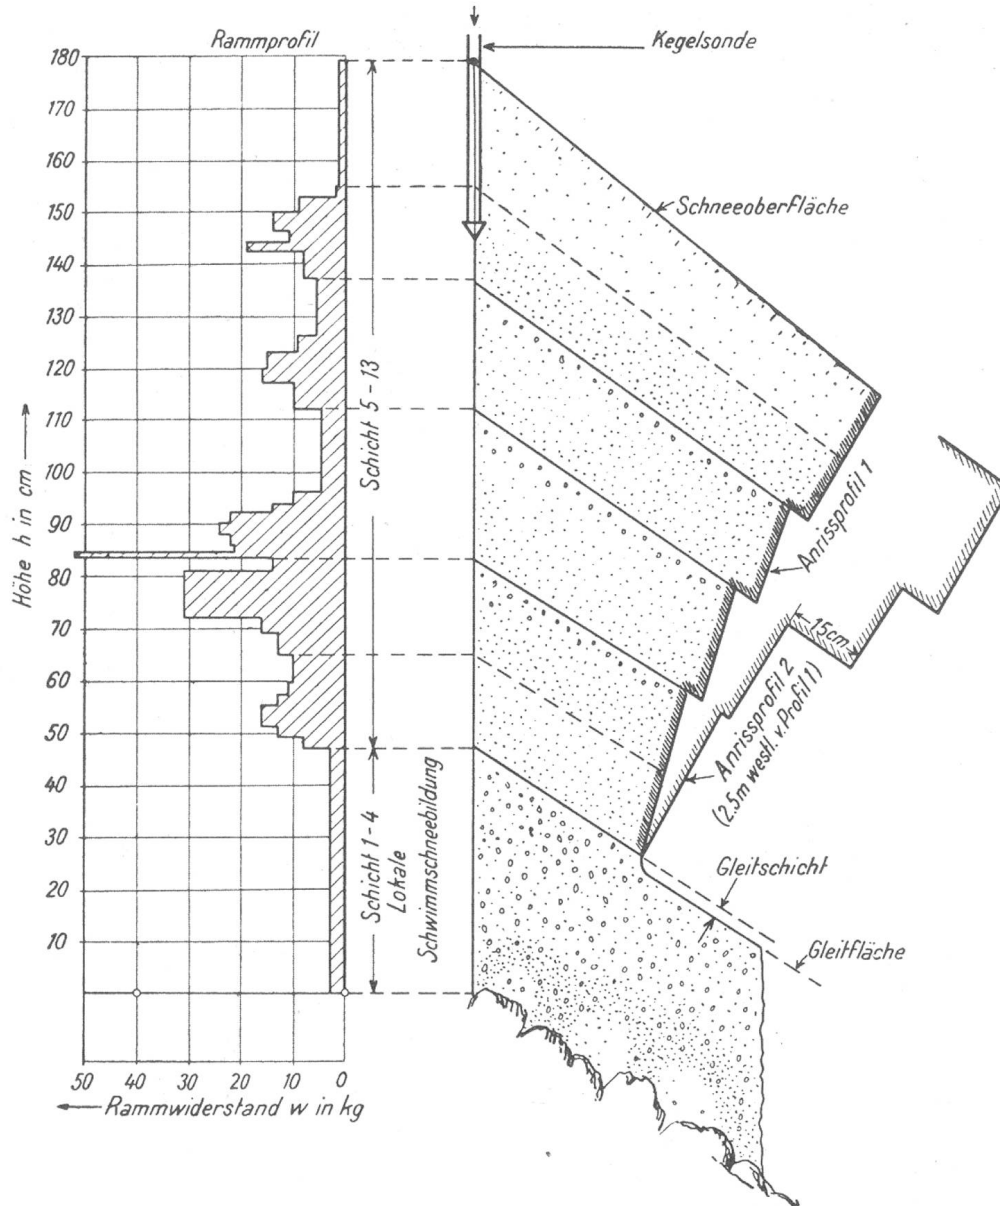 Rammprofil
Kegelsonde
180
170
160
150
140
130
120
110
100
90
80
70
60
50
40
30
20
10
Höhe h in cm
50 40 30 20 10 0
Rammwiderstand w in kg
Schicht 5-13
Schicht 1-4
Lokale
Schwimmschneebildung
Schneeoberfläche
Anrissprofil 1
15cm
Anrissprofil 2
(2.5m westl. v. Profil 1)
Gleitschicht
Gleitfläche